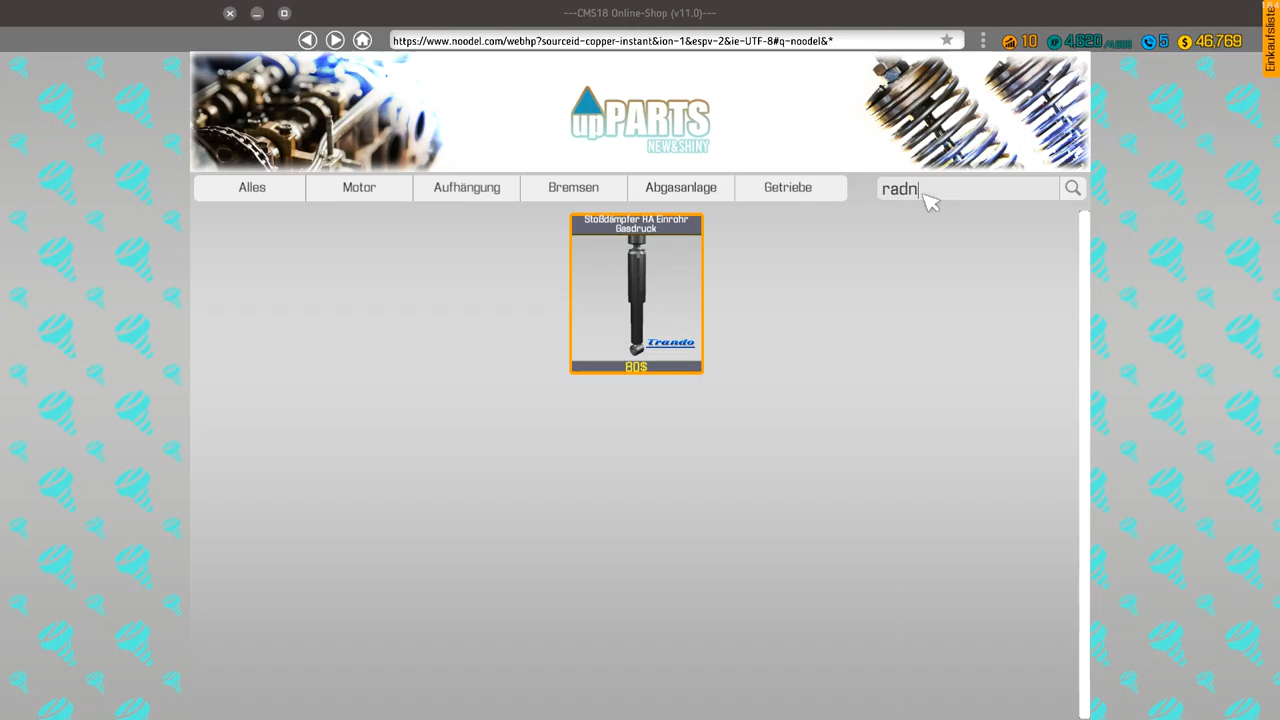 ---CMS18 Online-Shop (v11.0)---
Einkaufsliste
https://www.noodel.com/webhp?sourceid-copper-instant&ion-1&espv-2&ie-UTF-8#q-noodel&*
10
XP 4,620
5
$ 46,769
upPARTS
NEW&SHINY
Alles
Motor
Aufhängung
Bremsen
Abgasanlage
Getriebe
radn
Stoßdämpfer HA Einrohr
Gasdruck
Trando
80$